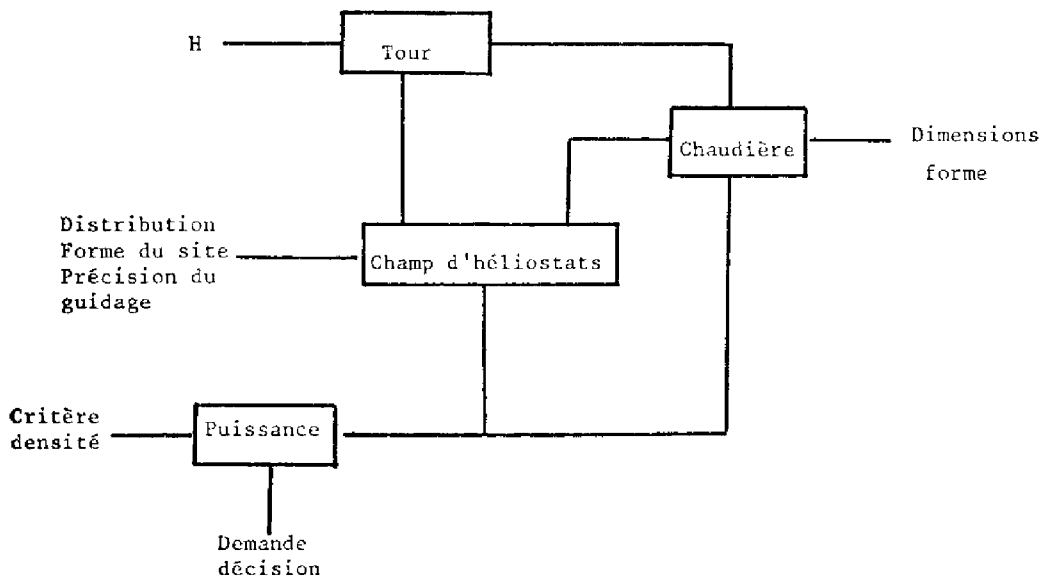 H
Tour
Chaudière
Dimensions
forme
Distribution
Forme du site
Précision du
guidage
Champ d'héliostats
Critère
densité
Puissance
Demande
décision